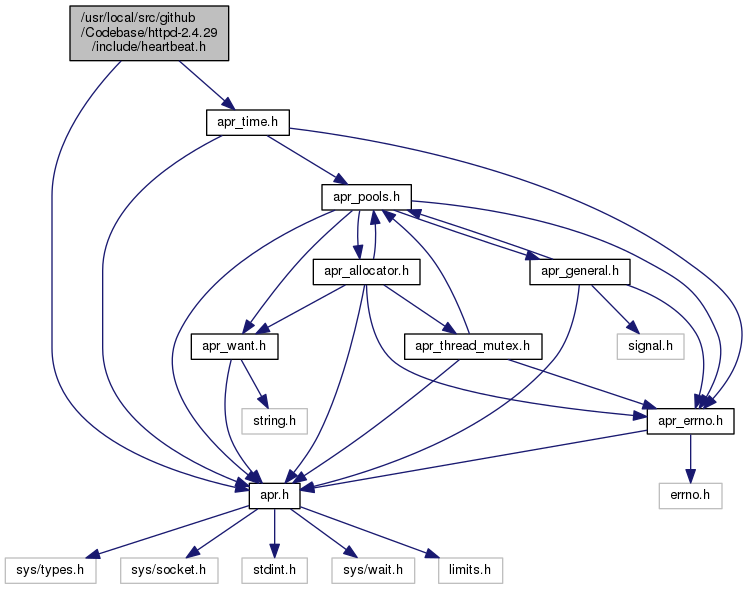 /usr/local/src/github
/Codebase/httpd-2.4.29
/include/heartbeat.h
apr_time.h
apr_pools.h
apr_allocator.h
apr_general.h
apr_want.h
apr_thread_mutex.h
signal.h
string.h
apr_errno.h
apr.h
errno.h
sys/types.h
sys/socket.h
stdint.h
sys/wait.h
limits.h